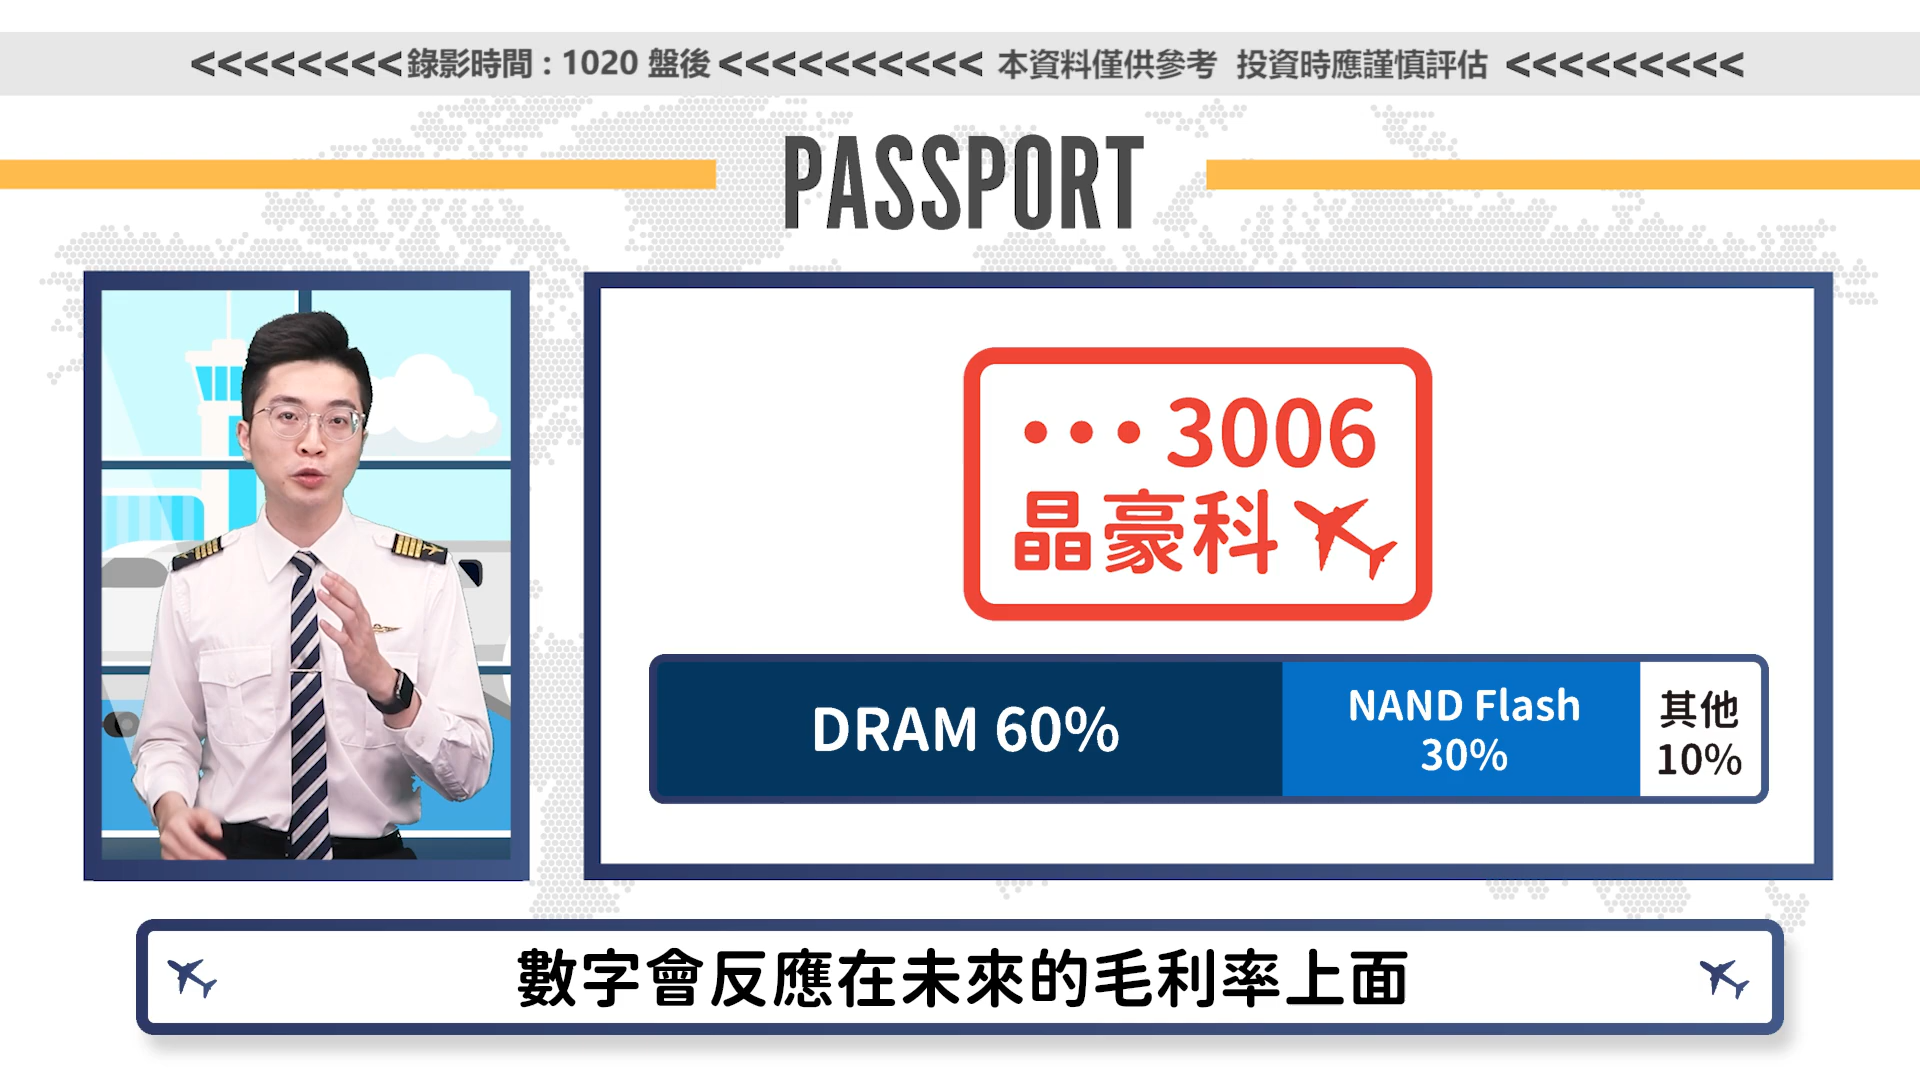 <<<<<<<<錄影時間 : 1020 盤後<<<<<<<<<< 本資料僅供參考 投資時應謹慎評估 <<<<<<<<<
PASSPORT
•••3006
晶豪科
DRAM 60%
NAND Flash
30%
其他
10%
數字會反應在未來的毛利率上面